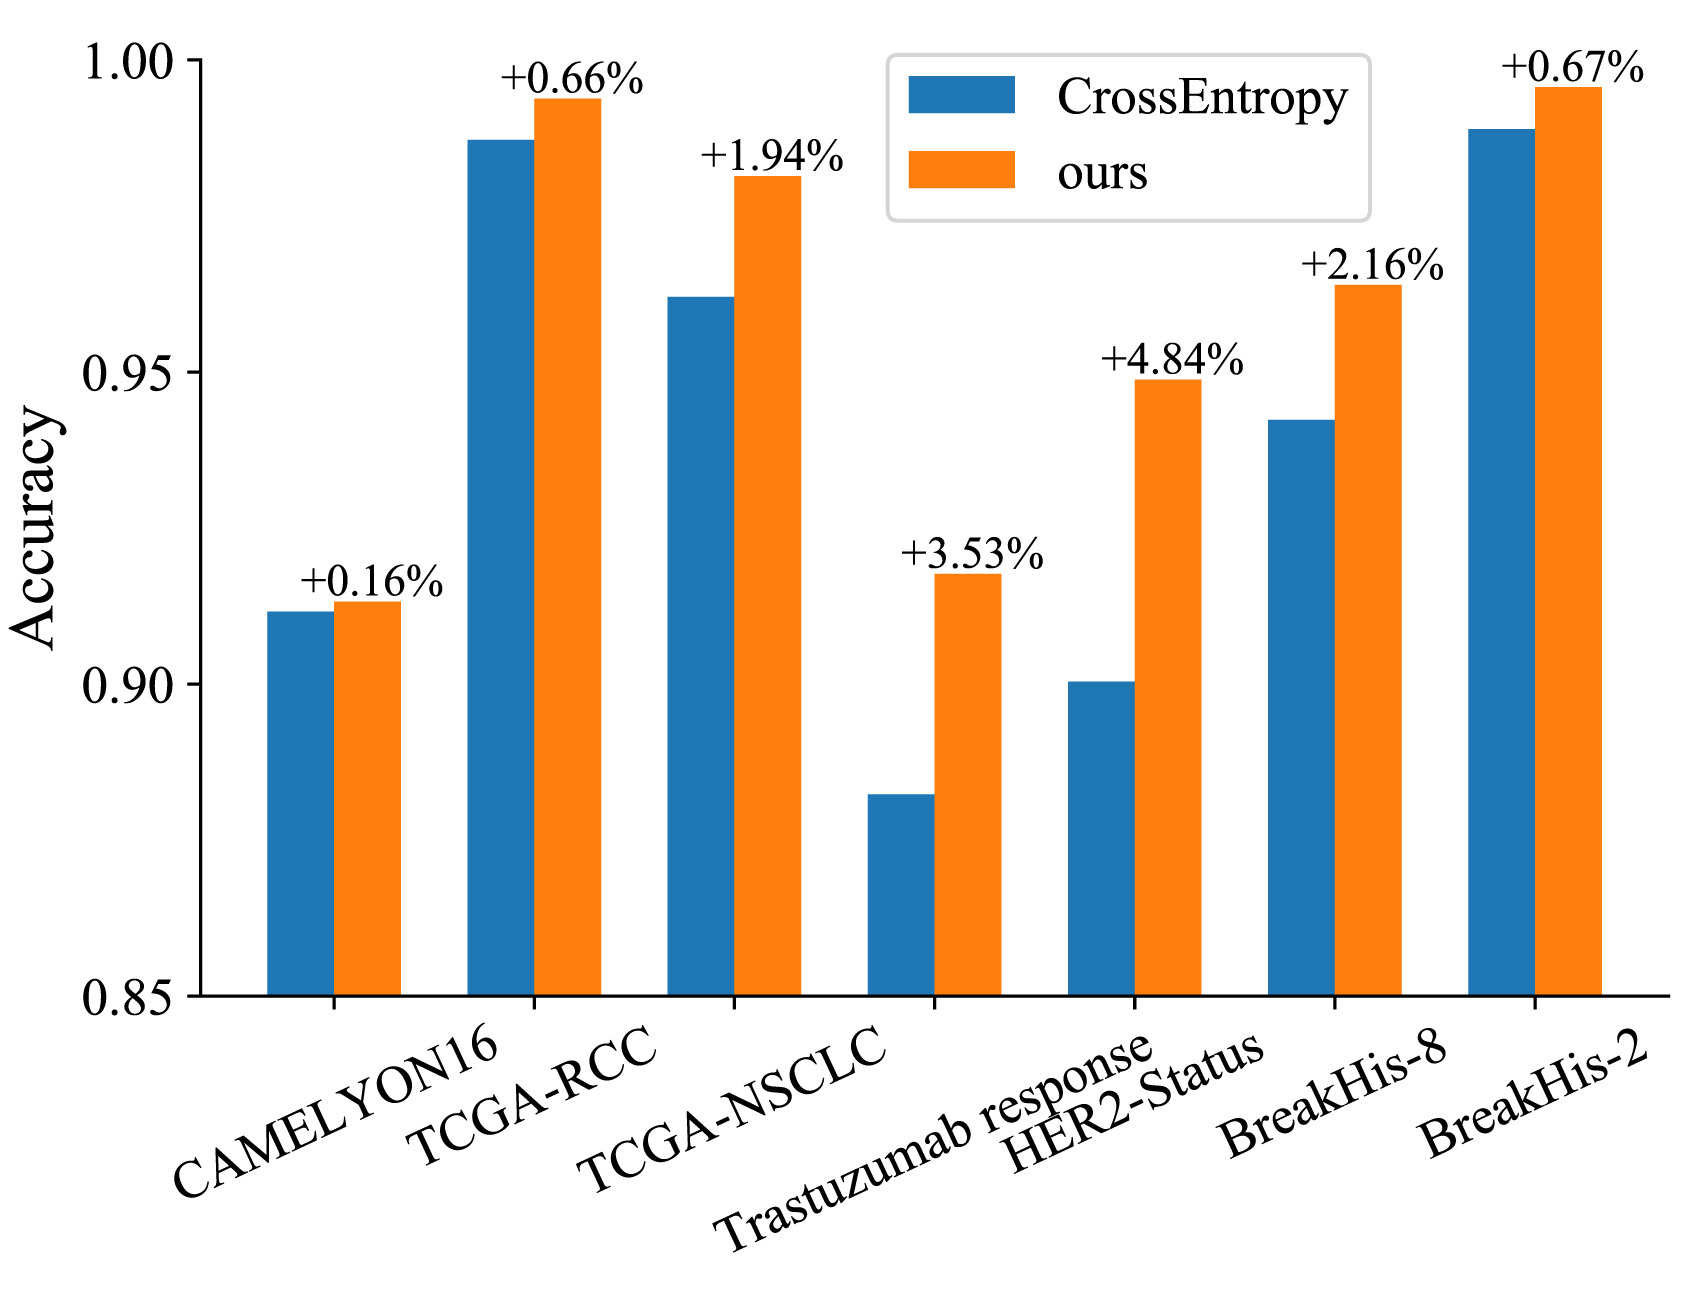 Accuracy
1.00
0.95
0.90
0.85
CrossEntropy
ours
+0.16%
+0.66%
+1.94%
+3.53%
+4.84%
+2.16%
+0.67%
CAMELYON16
TCGA-RCC
TCGA-NSCLC
Trastuzumab response
HER2-Status
BreakHis-8
BreakHis-2